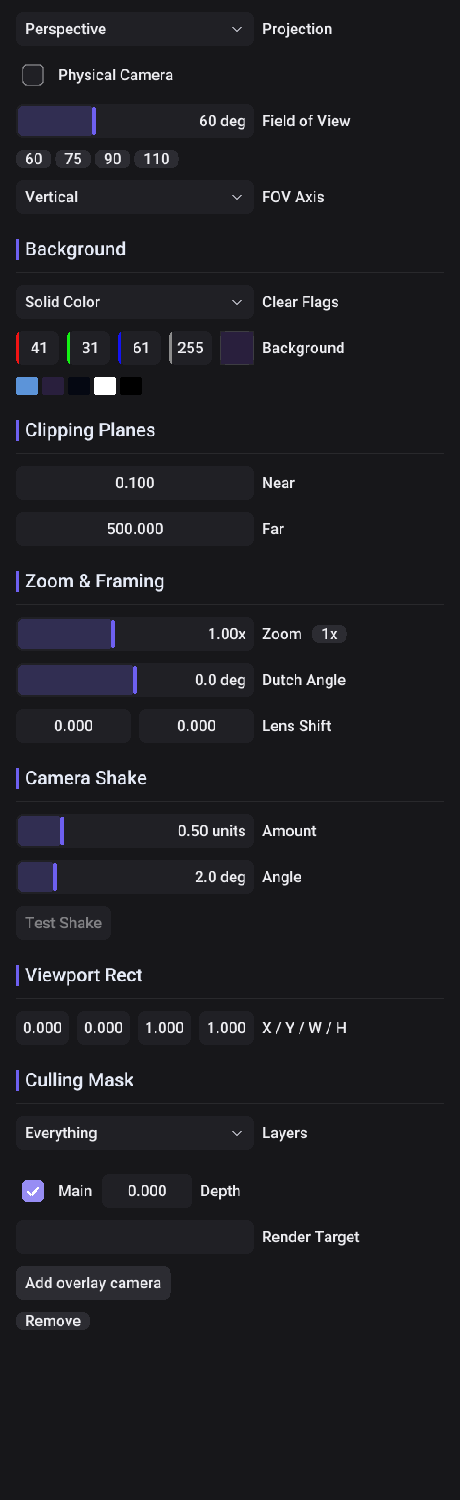 Perspective Projection
Physical Camera
60 deg Field of View
60 75 90 110
Vertical FOV Axis
Background
Solid Color Clear Flags
41 31 61 255 Background
Clipping Planes
0.100 Near
500.000 Far
Zoom & Framing
1.00x Zoom 1x
0.0 deg Dutch Angle
0.000 0.000 Lens Shift
Camera Shake
0.50 units Amount
2.0 deg Angle
Test Shake
Viewport Rect
0.000 0.000 1.000 1.000 X / Y / W / H
Culling Mask
Everything Layers
Main 0.000 Depth
Render Target
Add overlay camera
Remove